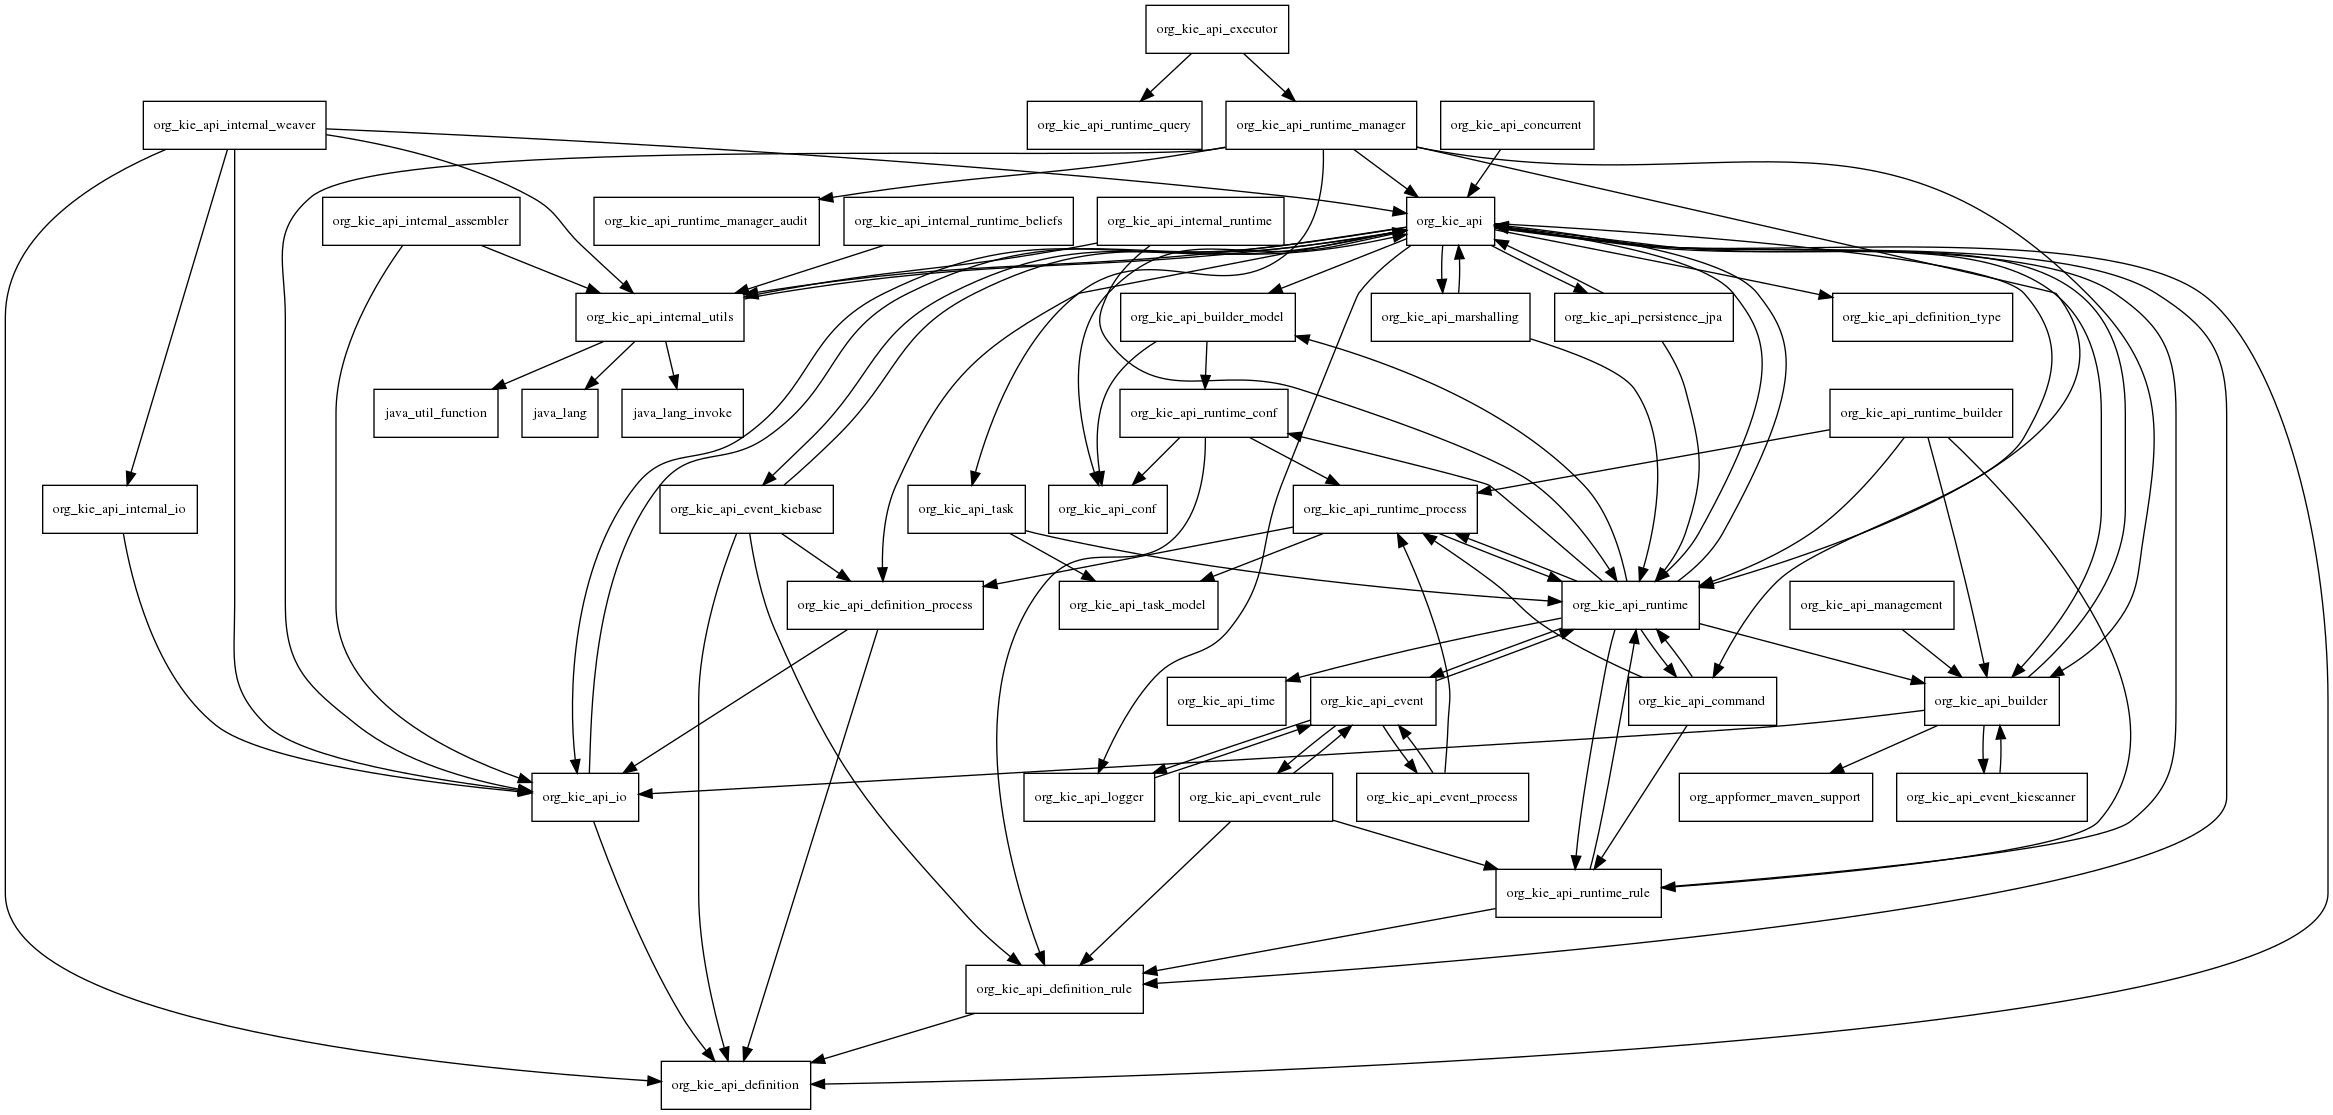 org_kie_api_executor
org_kie_api_internal_weaver
org_kie_api_runtime_query
org_kie_api_runtime_manager
org_kie_api_concurrent
org_kie_api_internal_assembler
org_kie_api_runtime_manager_audit
org_kie_api_internal_runtime_beliefs
org_kie_api_internal_runtime
org_kie_api
org_kie_api_internal_utils
org_kie_api_builder_model
org_kie_api_marshalling
org_kie_api_persistence_jpa
org_kie_api_definition_type
java_util_function
java_lang
java_lang_invoke
org_kie_api_runtime_conf
org_kie_api_runtime_builder
org_kie_api_internal_io
org_kie_api_event_kiebase
org_kie_api_task
org_kie_api_conf
org_kie_api_runtime_process
org_kie_api_definition_process
org_kie_api_task_model
org_kie_api_runtime
org_kie_api_management
org_kie_api_time
org_kie_api_event
org_kie_api_command
org_kie_api_builder
org_kie_api_io
org_kie_api_logger
org_kie_api_event_rule
org_kie_api_event_process
org_appformer_maven_support
org_kie_api_event_kiescanner
org_kie_api_runtime_rule
org_kie_api_definition_rule
org_kie_api_definition